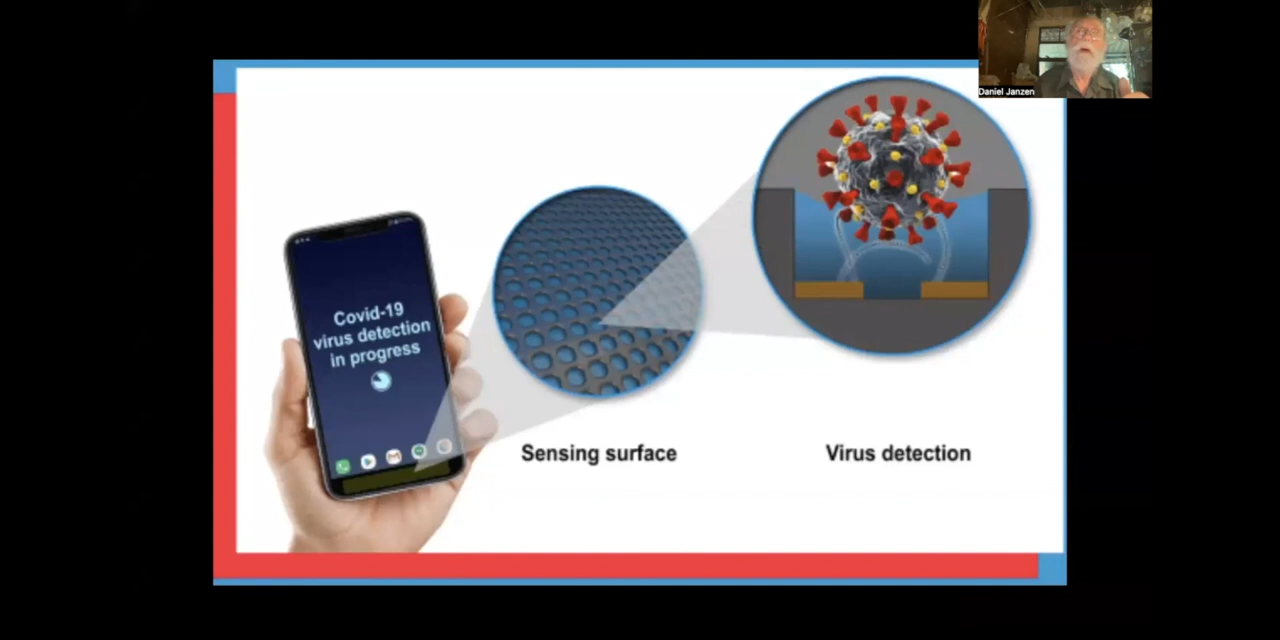 Daniel Janzen
Covid-19
virus detection
in progress
Sensing surface
Virus detection